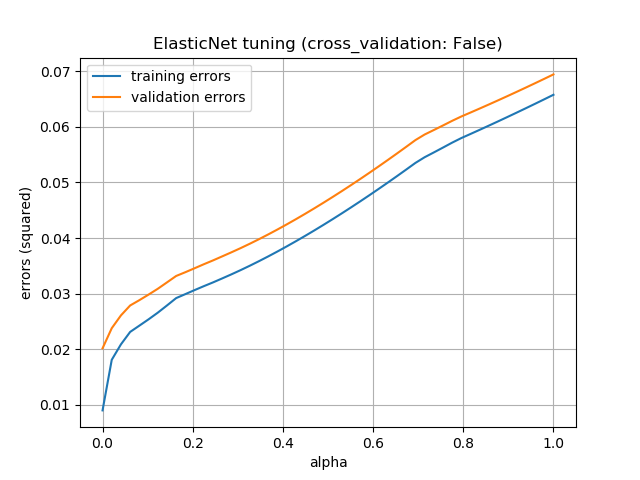 ElasticNet tuning (cross_validation: False)
training errors
validation errors
errors (squared)
0.07
0.06
0.05
0.04
0.03
0.02
0.01
0.0
0.2
0.4
0.6
0.8
1.0
alpha